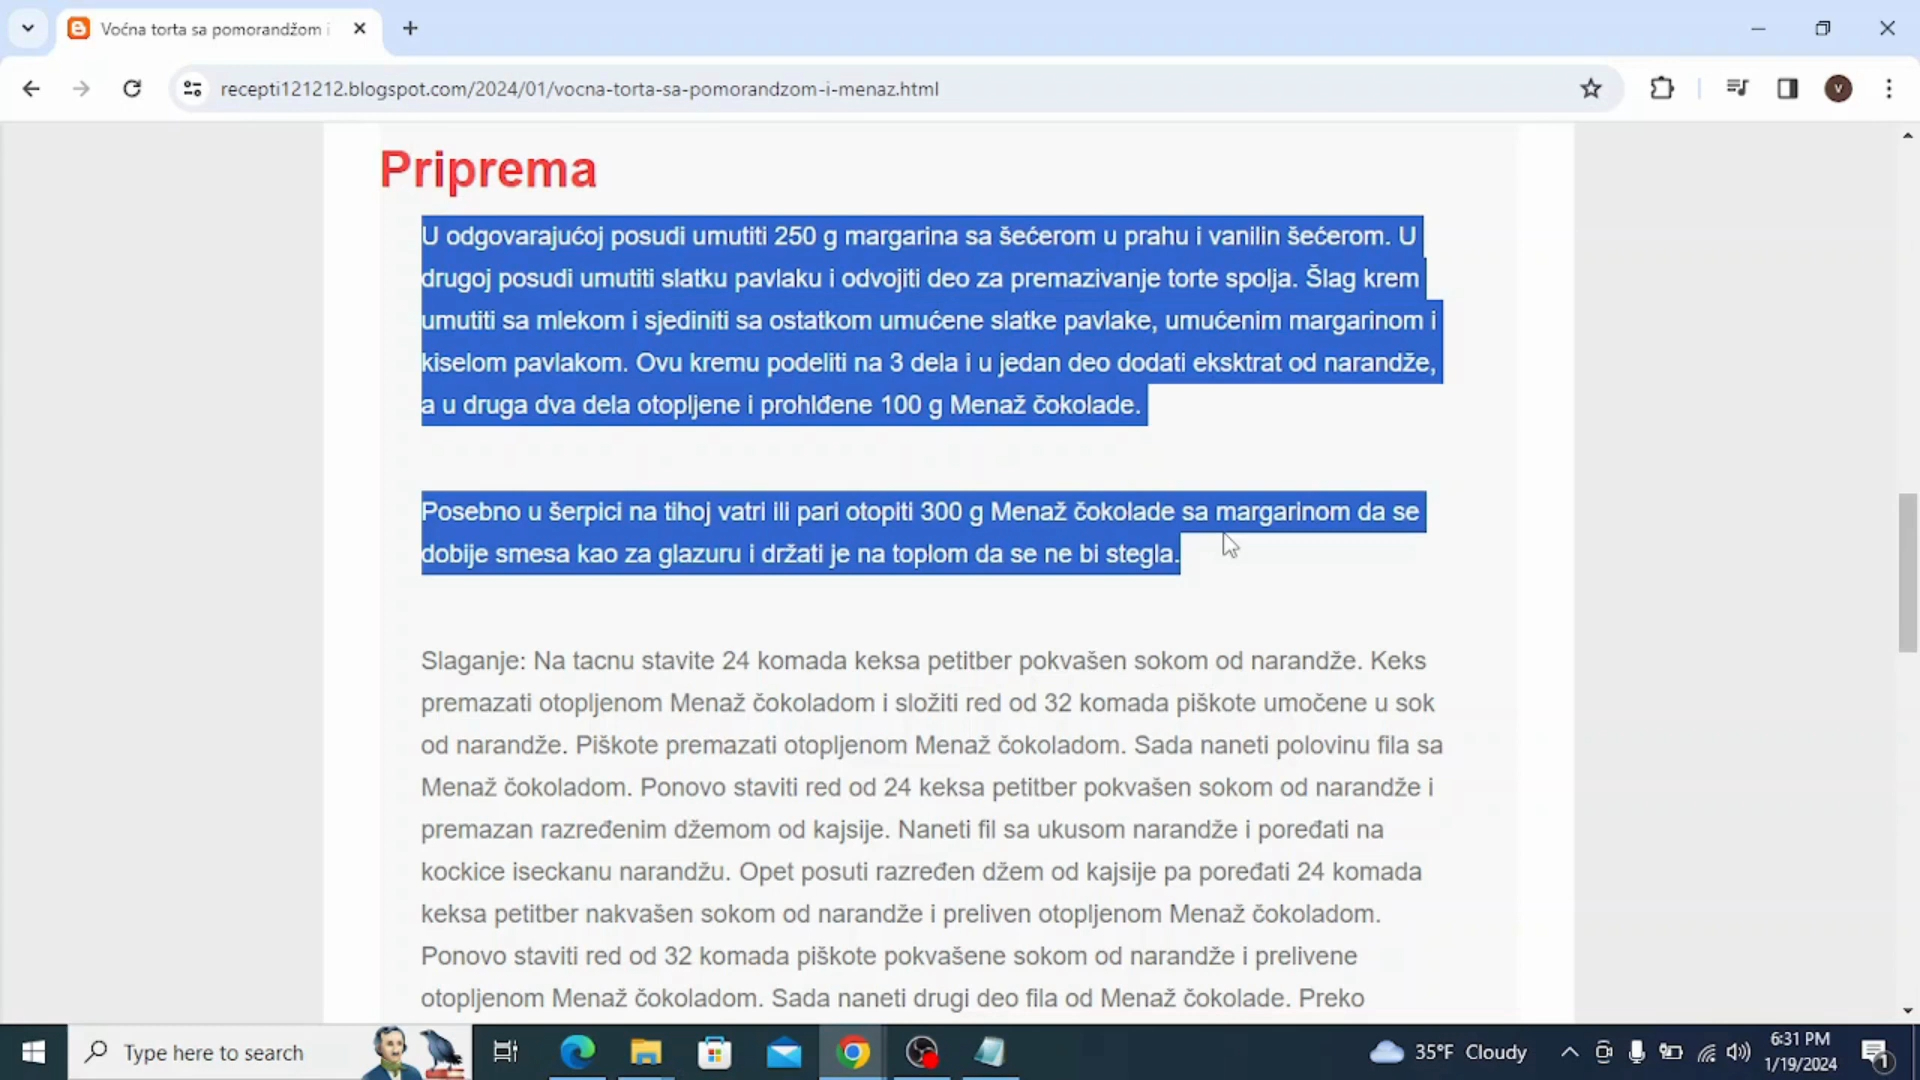 Voćna torta sa pomorandžom i
recepti121212.blogspot.com/2024/01/vocna-torta-sa-pomorandzom-i-menaz.html
V
Priprema
U odgovarajućoj posudi umutiti 250 g margarina sa šećerom u prahu i vanilin šećerom. U
drugoj posudi umutiti slatku pavlaku i odvojiti deo za premazivanje torte spolja. Šlag krem
umutiti sa mlekom i sjediniti sa ostatkom umućene slatke pavlake, umućenim margarinom i
kiselom pavlakom. Ovu kremu podeliti na 3 dela i u jedan deo dodati eksktrat od narandže,
a u druga dva dela otopljene i prohlđene 100 g Menaž čokolade.
Posebno u šerpici na tihoj vatri ili pari otopiti 300 g Menaž čokolade sa margarinom da se
dobije smesa kao za glazuru i držati je na toplom da se ne bi stegla.
Slaganje: Na tacnu stavite 24 komada keksa petitber pokvašen sokom od narandže. Keks
premazati otopljenom Menaž čokoladom i složiti red od 32 komada piškote umočene u sok
od narandže. Piškote premazati otopljenom Menaž čokoladom. Sada naneti polovinu fila sa
Menaž čokoladom. Ponovo staviti red od 24 keksa petitber pokvašen sokom od narandže i
premazan razređenim džemom od kajsije. Naneti fil sa ukusom narandže i poređati na
kockice iseckanu narandžu. Opet posuti razređen džem od kajsije pa poređati 24 komada
keksa petitber nakvašen sokom od narandže i preliven otopljenom Menaž čokoladom.
Ponovo staviti red od 32 komada piškote pokvašene sokom od narandže i prelivene
otopljenom Menaž čokoladom. Sada naneti drugi deo fila od Menaž čokolade. Preko
Type here to search
35°F Cloudy
6:31 PM
1/19/2024
1